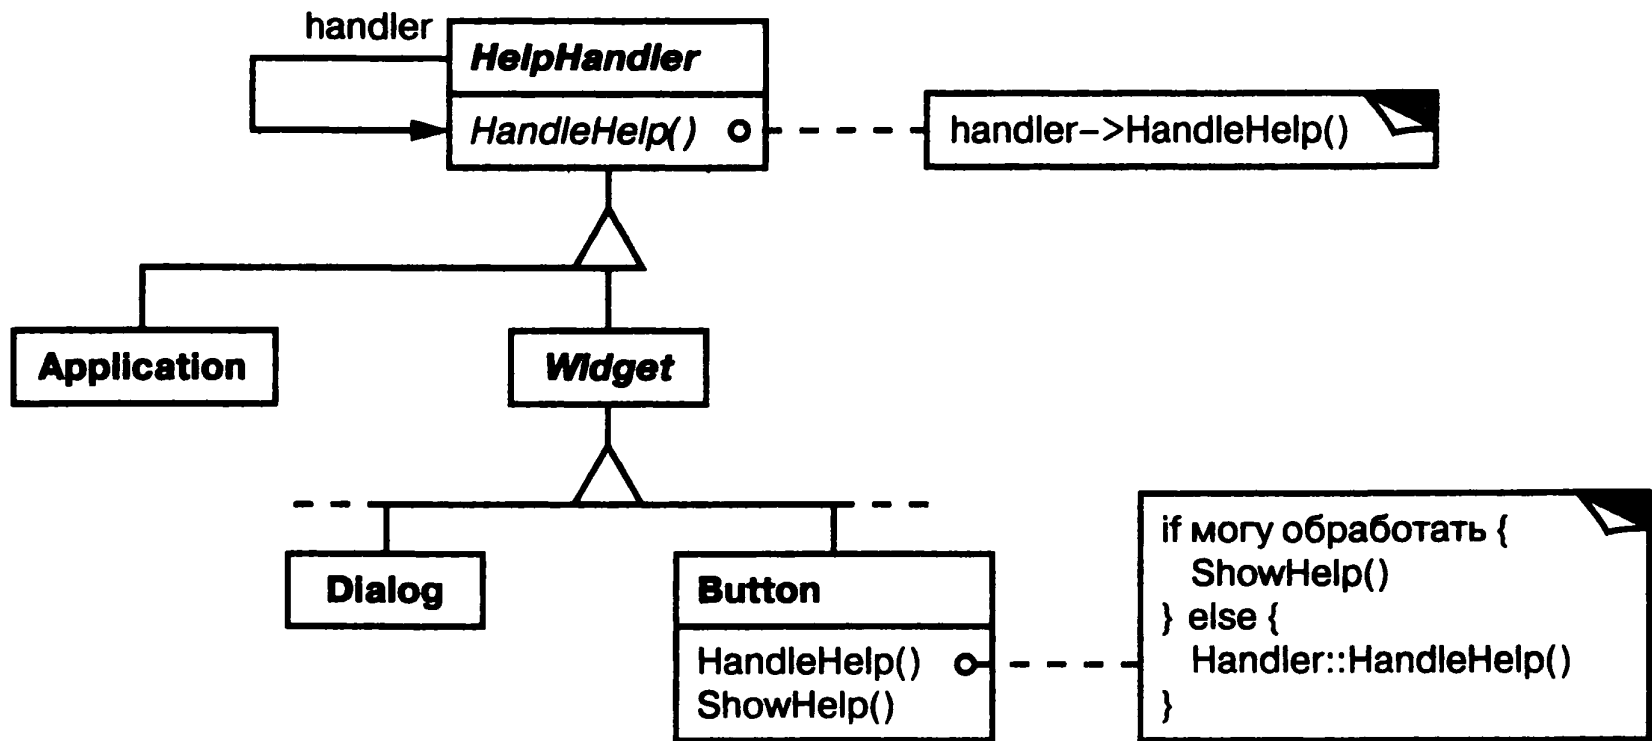 handler
HelpHandler
HandleHelp()
handler->HandleHelp()
Application
Widget
Dialog
Button
HandleHelp()
ShowHelp()
if могу обработать {
ShowHelp()
} else {
Handler::HandleHelp()
}